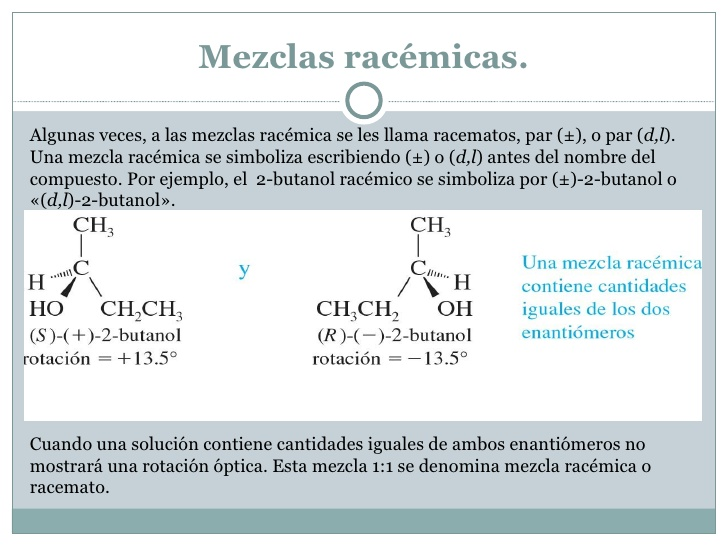 Mezclas racémicas.
Algunas veces, a las mezclas racémica se les llama racematos, par (±), o par (d,l).
Una mezcla racémica se simboliza escribiendo (±) o (d,l) antes del nombre del
compuesto. Por ejemplo, el 2-butanol racémico se simboliza por (±)-2-butanol o
«(d,l)-2-butanol».
CH₃
C
H
HO CH₂CH₃
(S)-(+)-2-butanol
rotación = +13.5°
y
CH₃
C
H
CH₃CH₂ OH
(R)-(−)-2-butanol
rotación = −13.5°
Una mezcla racémica
contiene cantidades
iguales de los dos
enantiómeros
Cuando una solución contiene cantidades iguales de ambos enantiómeros no
mostrará una rotación óptica. Esta mezcla 1:1 se denomina mezcla racémica o
racemato.